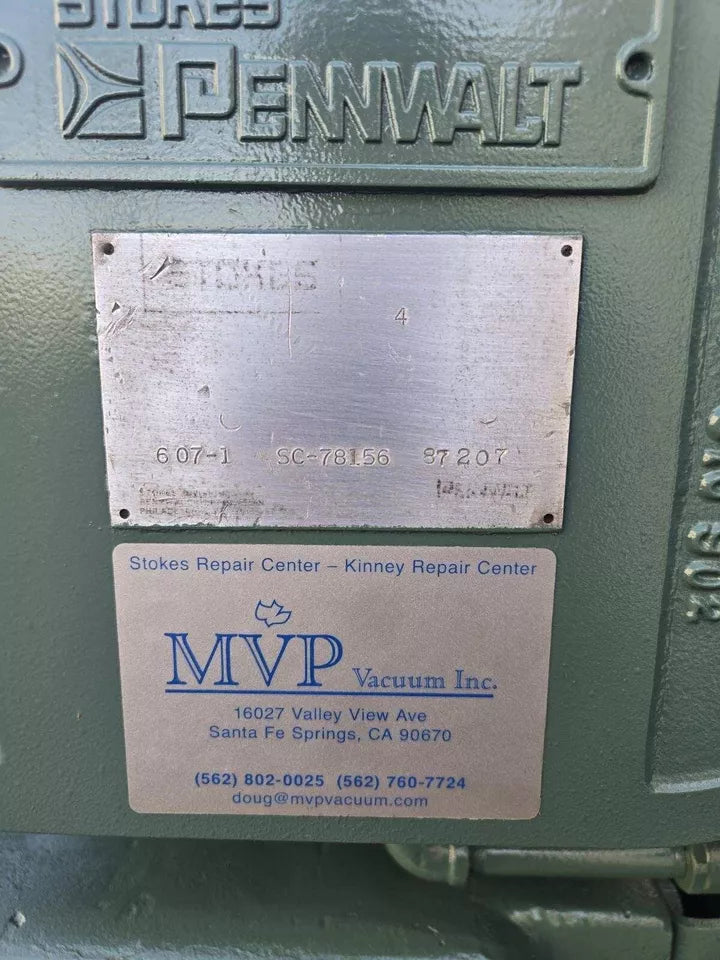 STOKES
PENNWALT
STOKES
4
607-1 SC-78156 87207
PENNWALT
Stokes Repair Center – Kinney Repair Center
MVP Vacuum Inc.
16027 Valley View Ave
Santa Fe Springs, CA 90670
(562) 802-0025 (562) 760-7724
doug@mvpvacuum.com
902